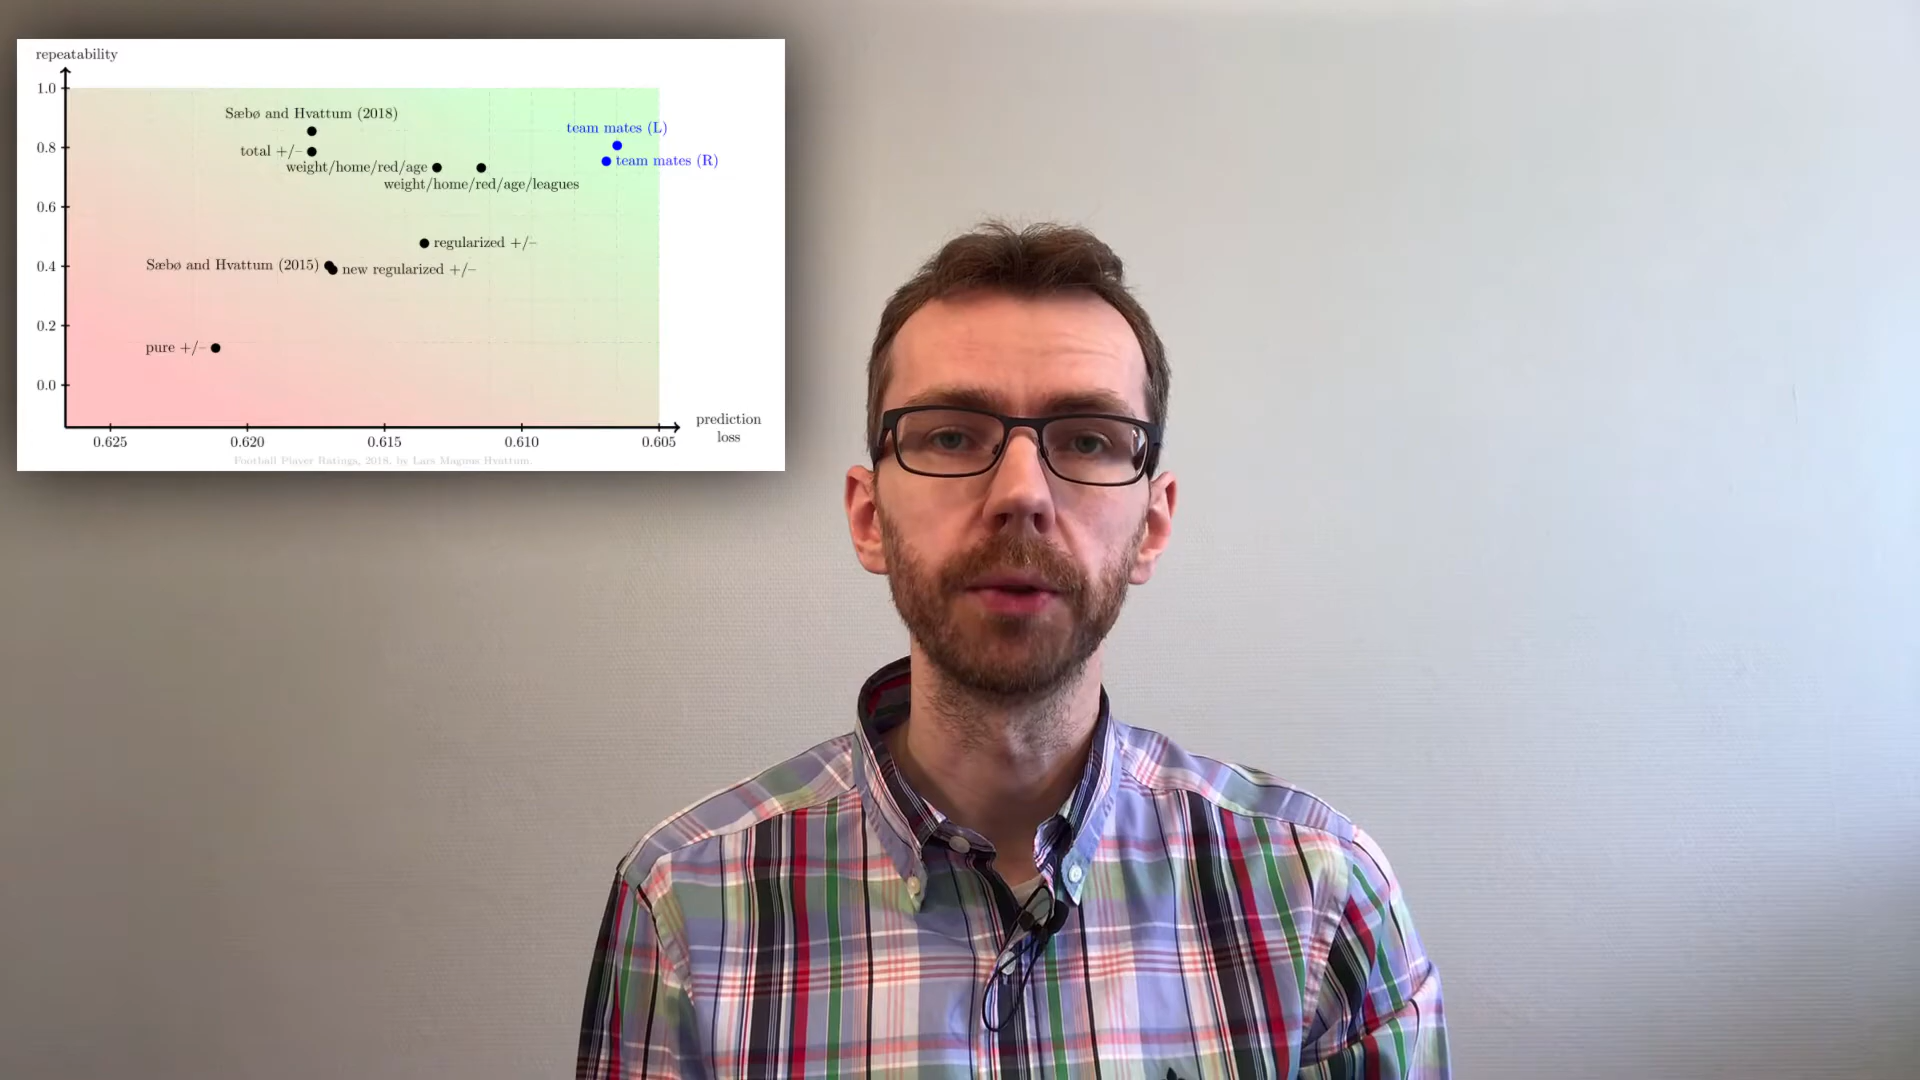 repeatability
1.0
Sæbø and Hvattum (2018)
team mates (L)
0.8
total +/–
team mates (R)
weight/home/red/age
weight/home/red/age/leagues
0.6
regularized +/–
0.4
Sæbø and Hvattum (2015)
new regularized +/–
0.2
pure +/–
0.0
prediction
loss
0.625
0.620
0.615
0.610
0.605
Football Player Ratings, 2018, by Lars Magnus Hvattum.